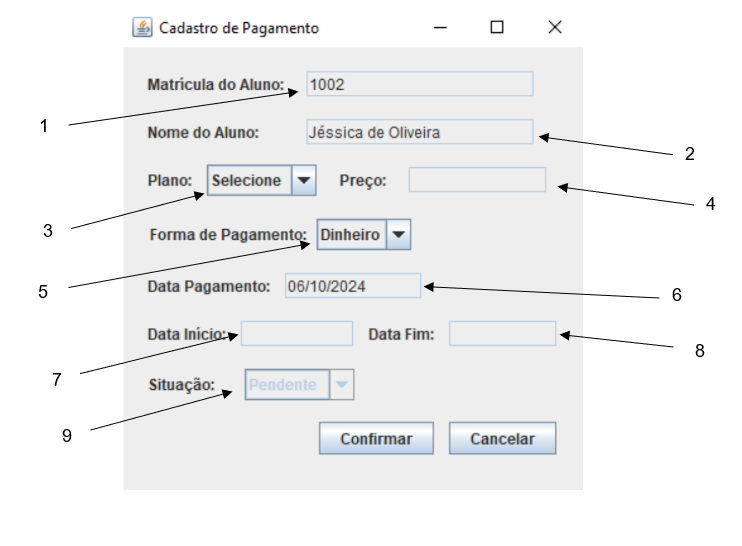 Cadastro de Pagamento
Matrícula do Aluno: 1002
1
Nome do Aluno: Jéssica de Oliveira
2
Plano: Selecione Preço:
3
4
Forma de Pagamento: Dinheiro
5
Data Pagamento: 06/10/2024
6
Data Início: Data Fim:
7
8
Situação: Pendente
9
Confirmar Cancelar